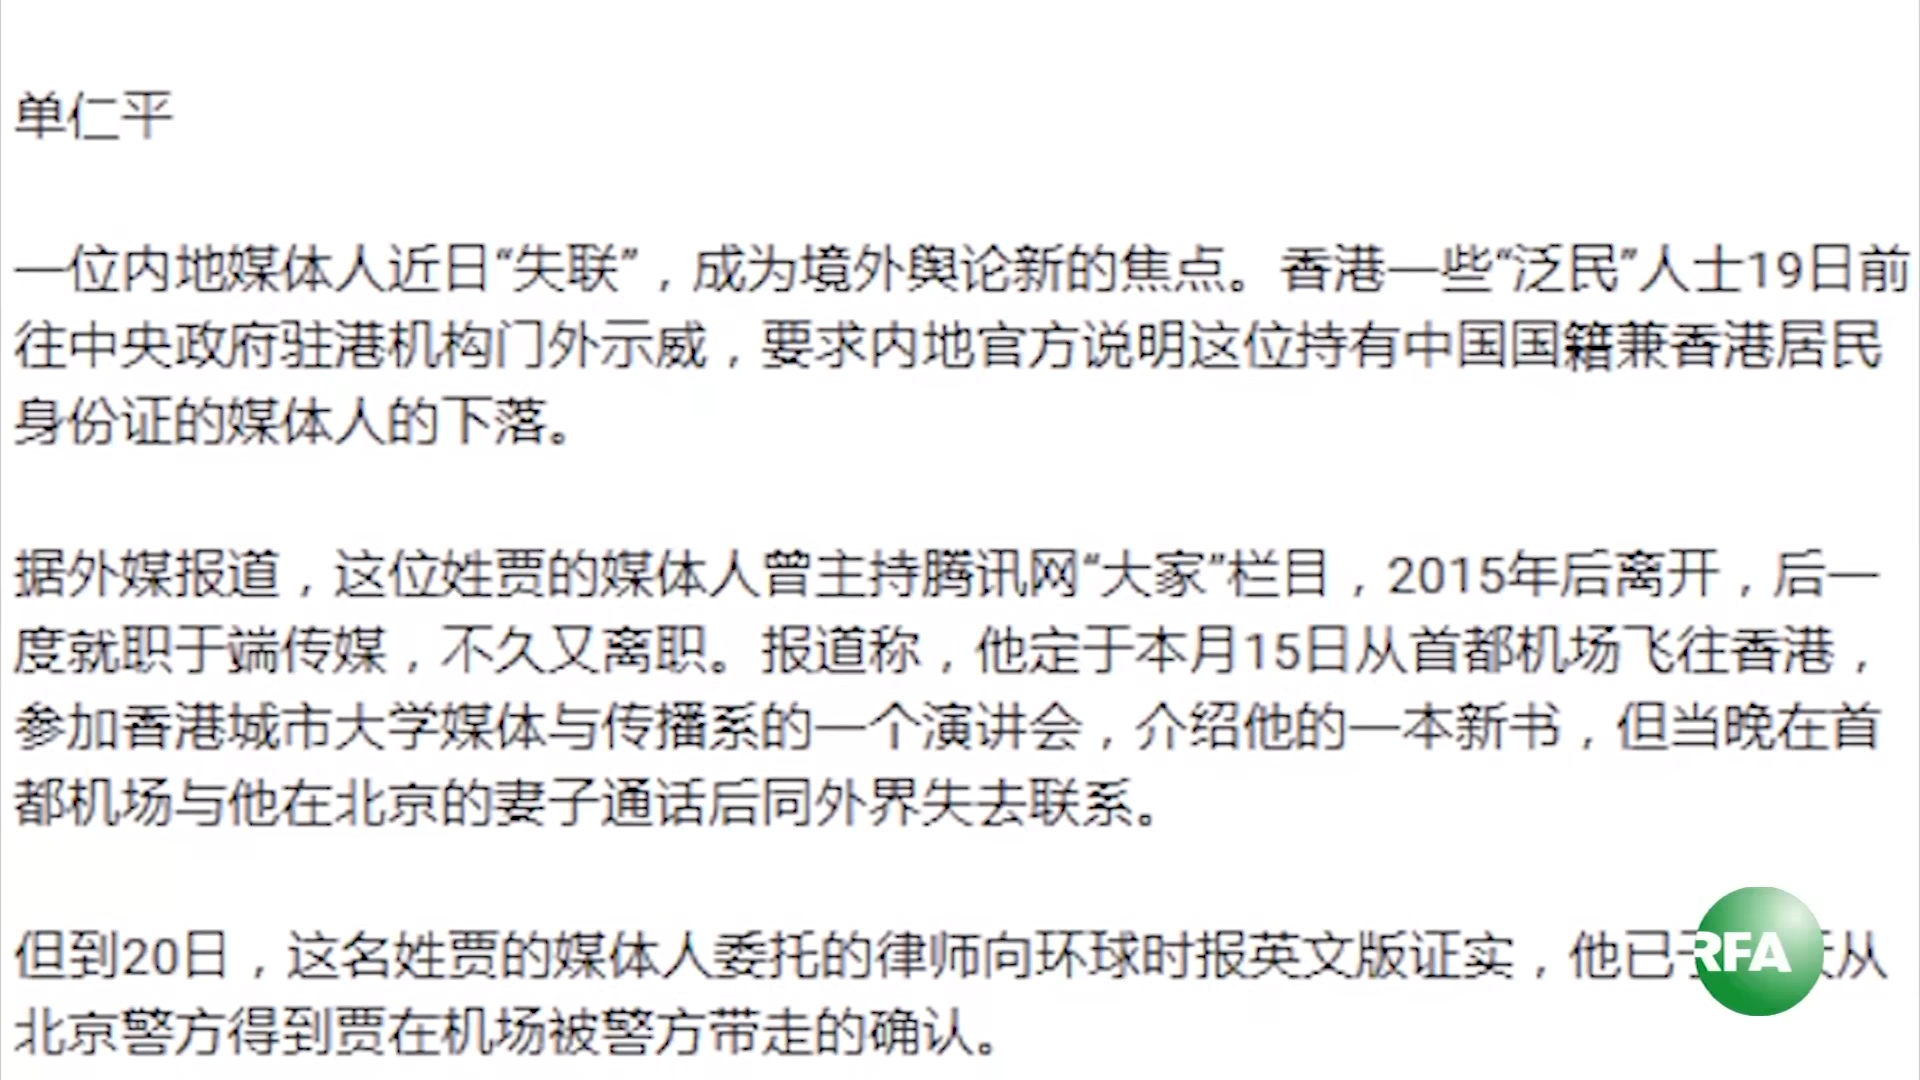 单仁平
一位内地媒体人近日“失联”，成为境外舆论新的焦点。香港一些“泛民”人士19日前
往中央政府驻港机构门外示威，要求内地官方说明这位持有中国国籍兼香港居民
身份证的媒体人的下落。
据外媒报道，这位姓贾的媒体人曾主持腾讯网“大家”栏目，2015年后离开，后一
度就职于端传媒，不久又离职。报道称，他定于本月15日从首都机场飞往香港，
参加香港城市大学媒体与传播系的一个演讲会，介绍他的一本新书，但当晚在首
都机场与他在北京的妻子通话后同外界失去联系。
但到20日，这名姓贾的媒体人委托的律师向环球时报英文版证实，他已从
北京警方得到贾在机场被警方带走的确认。
RFA